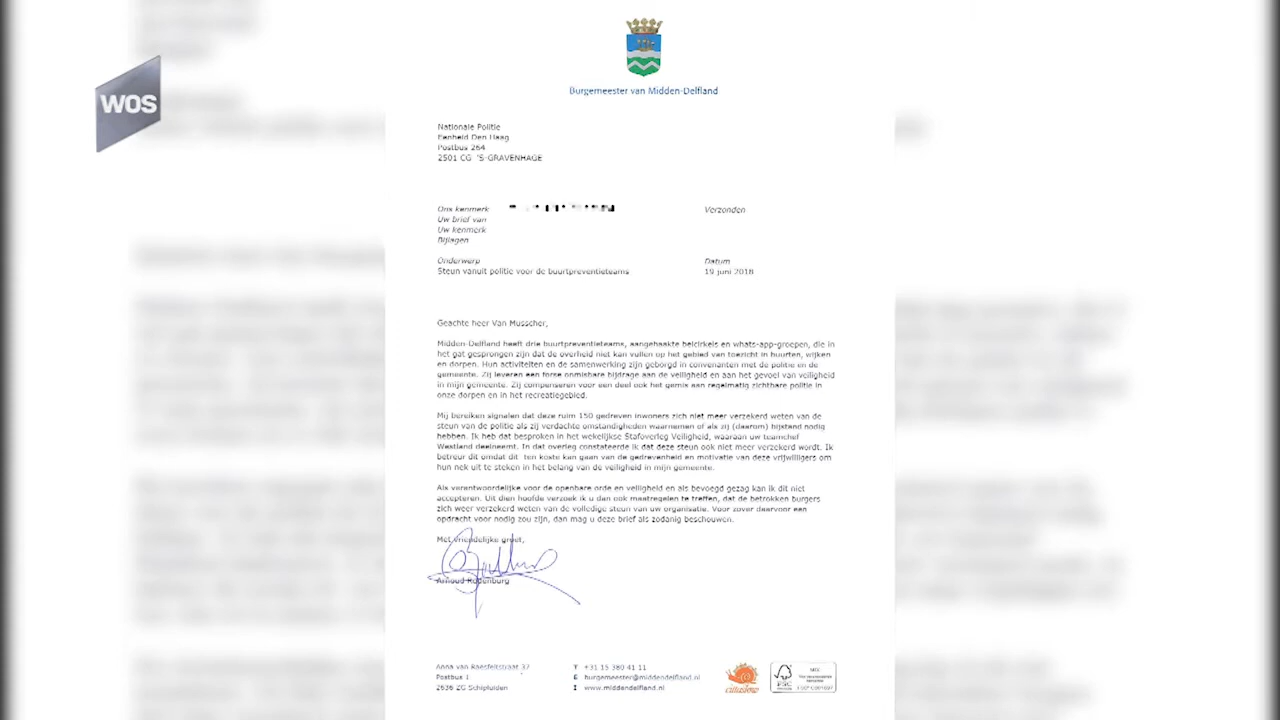 WOS
Burgemeester van Midden-Delfland
Nationale Politie
Eenheid Den Haag
Postbus 264
2501 CG 'S-GRAVENHAGE
Ons kenmerk
Verzonden
Uw brief van
Uw kenmerk
Bijlagen
Onderwerp
Datum
Steun vanuit politie voor de buurtpreventieteams
19 juni 2018
Geachte heer Van Musscher,
Midden-Delfland heeft drie buurtpreventieteams, aangehaakte belcirkels en whats-app-groepen, die in
het gat gesprongen zijn dat de overheid niet kan vullen op het gebied van toezicht in buurten, wijken
en dorpen. Hun activiteiten en de samenwerking zijn geborgd in convenanten met de politie en de
gemeente. Zij leveren een forse onmisbare bijdrage aan de veiligheid en aan het gevoel van veiligheid
in mijn gemeente. Zij compenseren voor een deel ook het gemis aan regelmatig zichtbare politie in
onze dorpen en in het recreatiegebied.
Mij bereiken signalen dat deze ruim 150 gedreven inwoners zich niet meer verzekerd weten van de
steun van de politie als zij verdachte omstandigheden waarnemen of als zij (daarom) bijstand nodig
hebben. Ik heb dat besproken in het wekelijkse Stafoverleg Veiligheid, waaraan uw teamchef
Westland deelneemt. In dat overleg constateerde ik dat deze steun ook niet meer verzekerd wordt. Ik
betreur dit omdat dit ten koste kan gaan van de gedrevenheid en motivatie van deze vrijwilligers om
hun nek uit te steken in het belang van de veiligheid in mijn gemeente.
Als verantwoordelijke voor de openbare orde en veiligheid en als bevoegd gezag kan ik dit niet
accepteren. Uit dien hoofde verzoek ik u dan ook maatregelen te treffen, dat de betrokken burgers
zich weer verzekerd weten van de volledige steun van uw organisatie. Voor zover daarvoor een
opdracht voor nodig zou zijn, dan mag u deze brief als zodanig beschouwen.
Met vriendelijke groet,
Arnoud Rodenburg
Anna van Raesfeltstraat 37
T +31 15 380 41 11
Postbus 1
E burgemeester@middendelfland.nl
2636 ZG Schipluiden
I www.middendelfland.nl
cittaslow
FSC
MIX